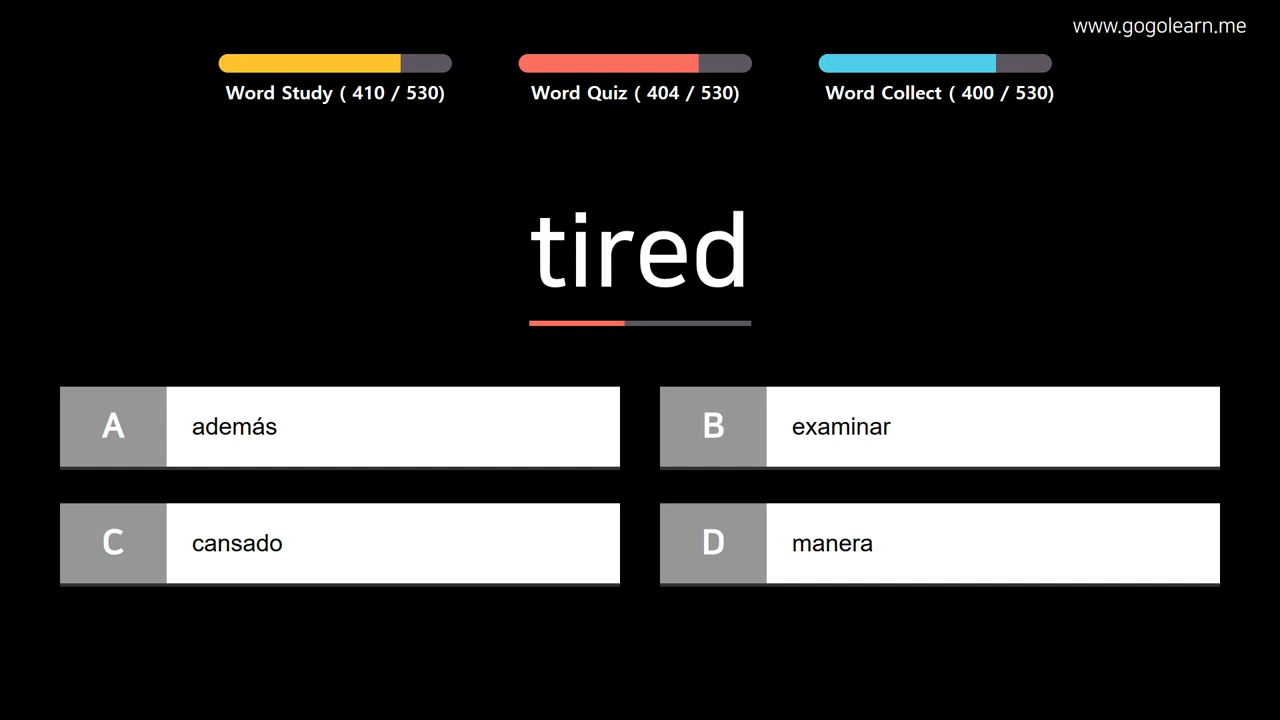 www.gogolearn.me
Word Study ( 410 / 530)
Word Quiz ( 404 / 530)
Word Collect ( 400 / 530)
tired
A además
B examinar
C cansado
D manera